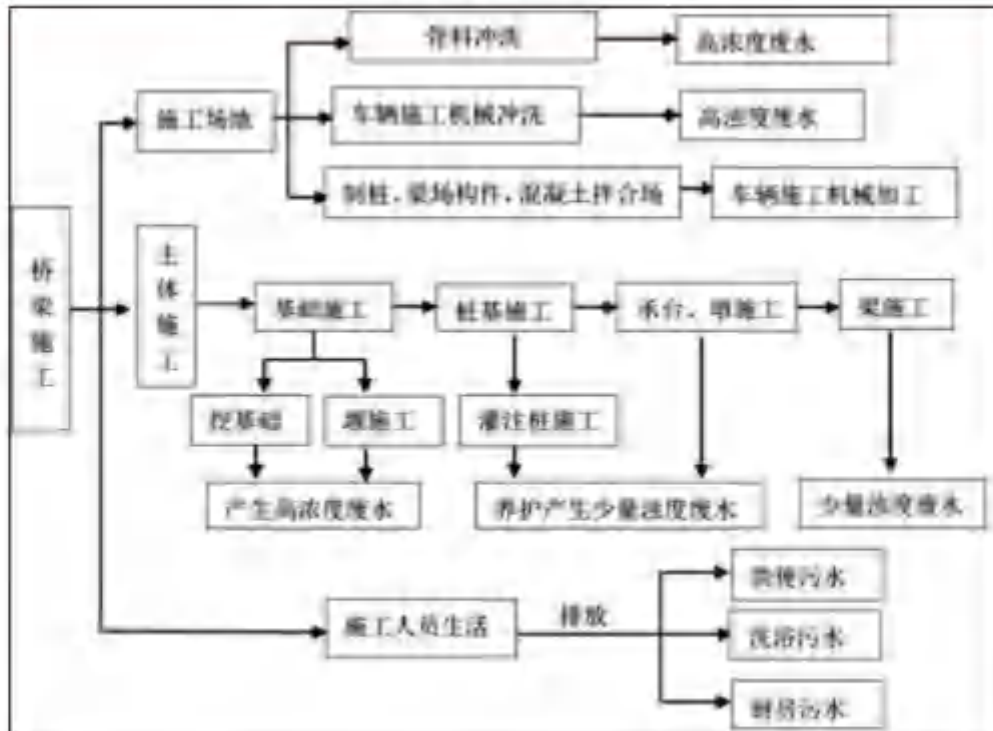 骨料冲洗
高浓度废水
施工场地
车辆施工机械冲洗
高浊度废水
制桩、梁场构件,混凝土拌合场
车辆施工机械加工
桥梁施工
主体施工
基础施工
桩基施工
承台、墩施工
梁施工
挖基础
堰施工
灌注桩施工
产生高浓度废水
养护产生少量浊度废水
少量浊度废水
施工人员生活
排放
粪便污水
洗浴污水
厨房污水